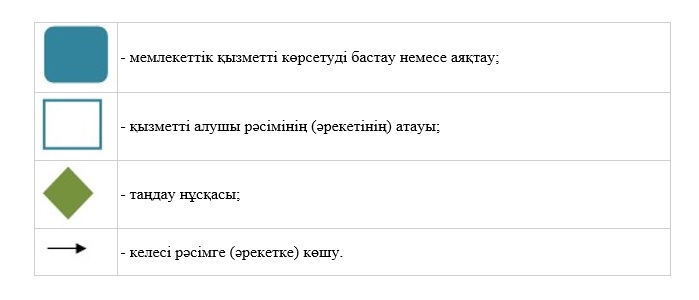 - мемлекеттік қызметті көрсетуді бастау немесе аяқтау;
- қызметті алушы рәсімінің (әрекетінің) атауы;
- таңдау нұсқасы;
- келесі рәсімге (әрекетке) көшу.